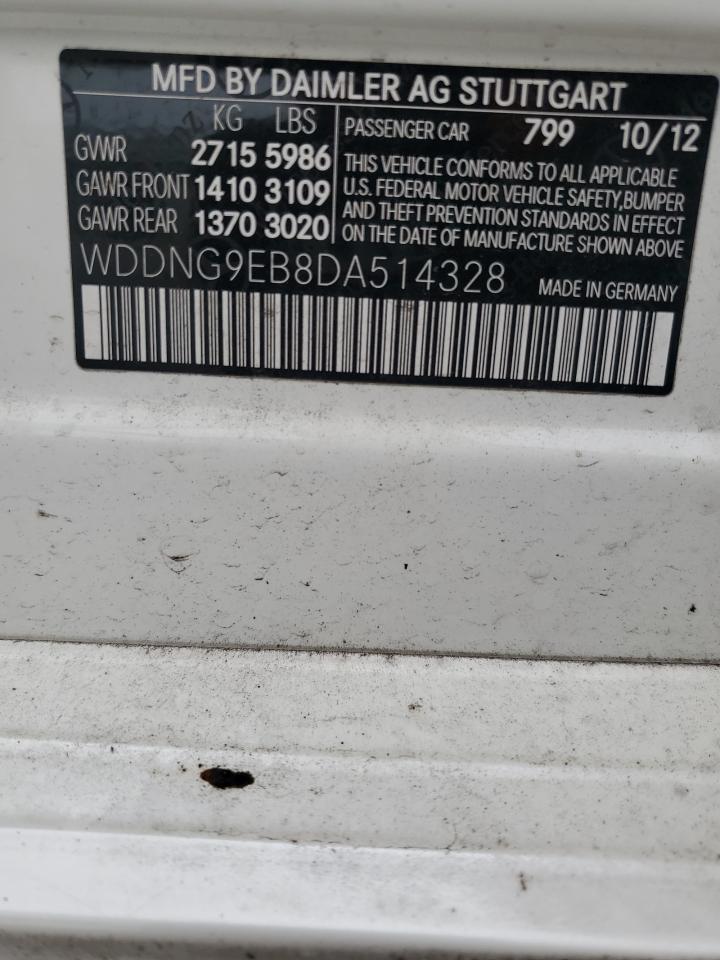 MFD BY DAIMLER AG STUTTGART
KG LBS
GVWR 2715 5986
GAWR FRONT 1410 3109
GAWR REAR 1370 3020
PASSENGER CAR 799 10/12
THIS VEHICLE CONFORMS TO ALL APPLICABLE
U.S. FEDERAL MOTOR VEHICLE SAFETY,BUMPER
AND THEFT PREVENTION STANDARDS IN EFFECT
ON THE DATE OF MANUFACTURE SHOWN ABOVE
WDDNG9EB8DA514328 MADE IN GERMANY